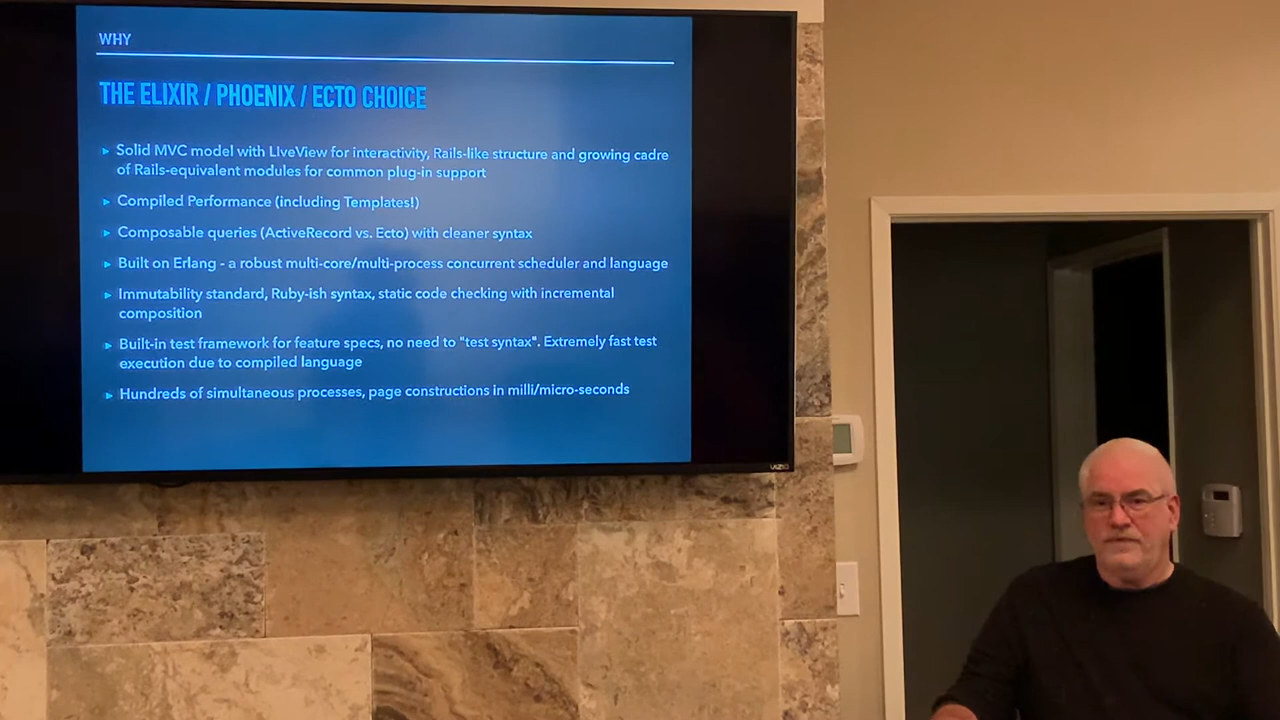 WHY
THE ELIXIR / PHOENIX / ECTO CHOICE
▸ Solid MVC model with LIveView for interactivity, Rails-like structure and growing cadre
of Rails-equivalent modules for common plug-in support
▸ Compiled Performance (including Templates!)
▸ Composable queries (ActiveRecord vs. Ecto) with cleaner syntax
▸ Built on Erlang - a robust multi-core/multi-process concurrent scheduler and language
▸ Immutability standard, Ruby-ish syntax, static code checking with incremental
composition
▸ Built-in test framework for feature specs, no need to "test syntax". Extremely fast test
execution due to compiled language
▸ Hundreds of simultaneous processes, page constructions in milli/micro-seconds
VIZIO